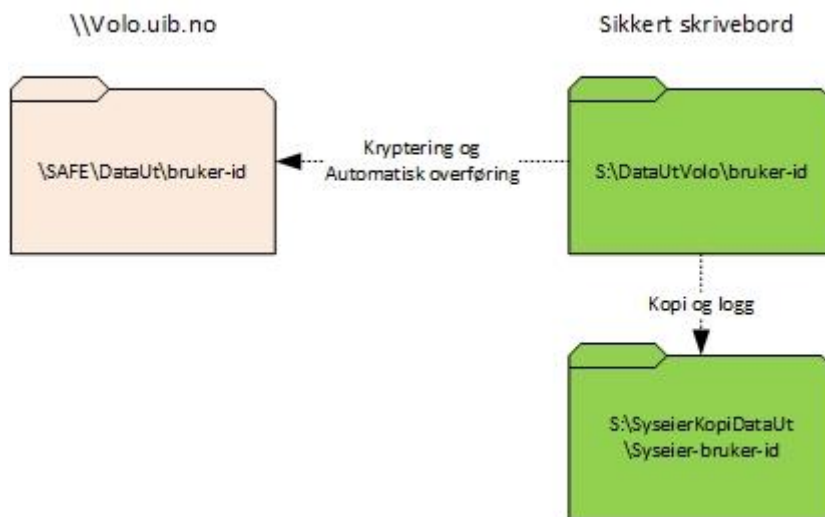 \\Volo.uib.no
Sikkert skrivebord
\SAFE\DataUt\bruker-id
Kryptering og
Automatisk overføring
S:\DataUtVolo\bruker-id
Kopi og logg
S:\SyseierKopiDataUt
\Syseier-bruker-id